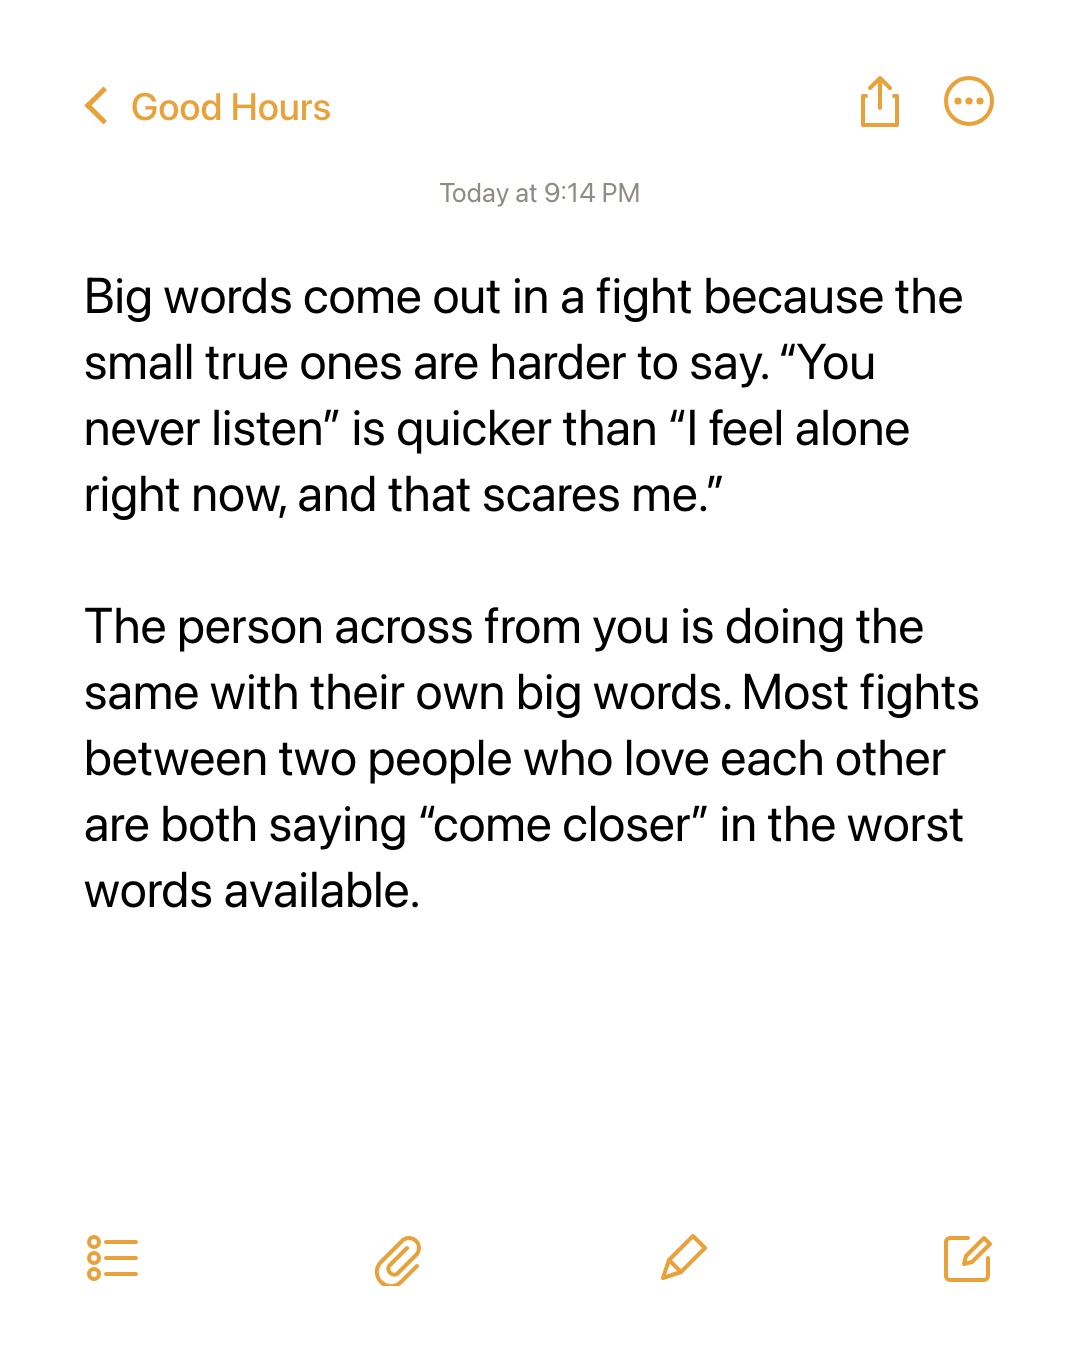 Good Hours
Today at 9:14 PM
Big words come out in a fight because the
small true ones are harder to say. “You
never listen” is quicker than “I feel alone
right now, and that scares me.”
The person across from you is doing the
same with their own big words. Most fights
between two people who love each other
are both saying “come closer” in the worst
words available.